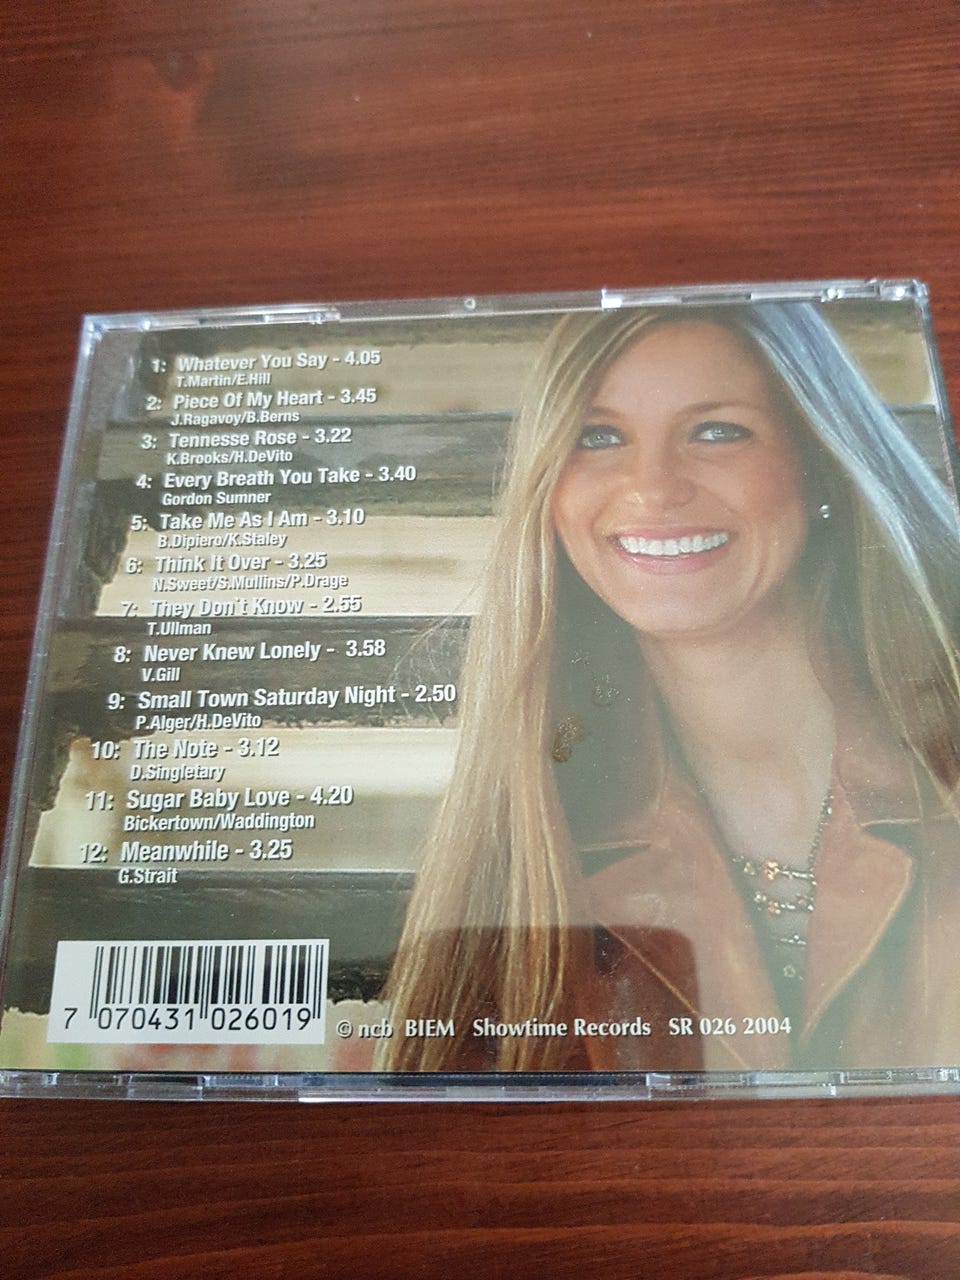 1: Whatever You Say - 4.05
T.Martin/E.Hill
2: Piece Of My Heart - 3.45
J.Ragavoy/B.Berns
3: Tennesse Rose - 3.22
K.Brooks/H.DeVito
4: Every Breath You Take - 3.40
Gordon Sumner
5: Take Me As I Am - 3.10
B.Dipiero/K.Staley
6: Think It Over - 3.25
N.Sweet/S.Mullins/P.Drage
7: They Don't Know - 2.55
T.Ullman
8: Never Knew Lonely - 3.58
V.Gill
9: Small Town Saturday Night - 2.50
P.Alger/H.DeVito
10: The Note - 3.12
D.Singletary
11: Sugar Baby Love - 4.20
Bickertown/Waddington
12: Meanwhile - 3.25
G.Strait
7 070431 026019
© ncb BIEM Showtime Records SR 026 2004